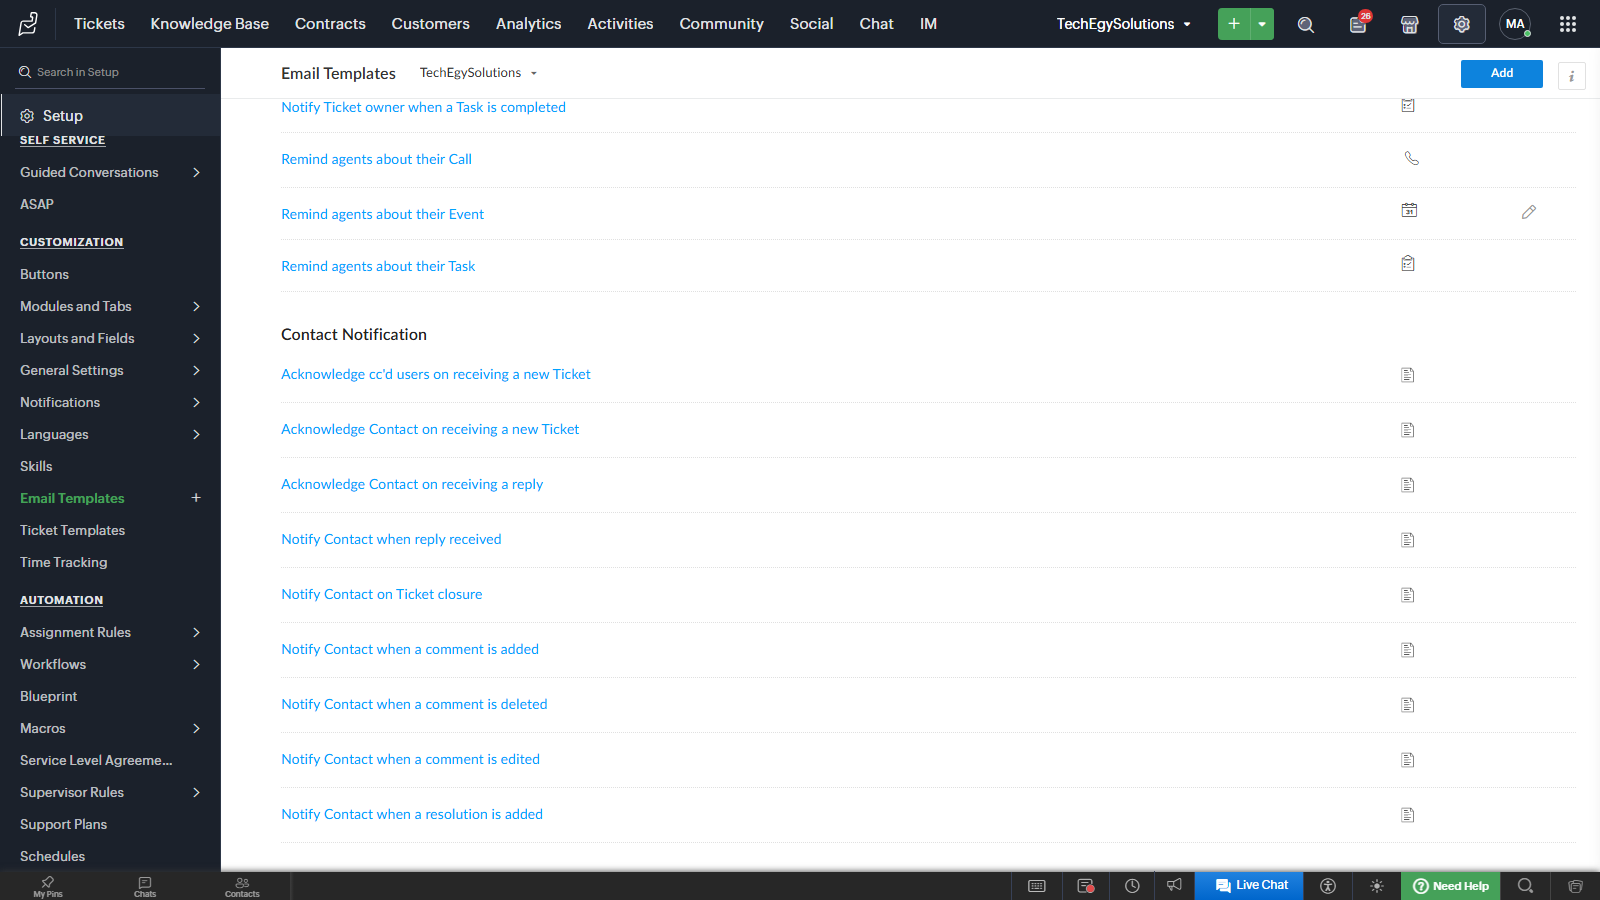 Tickets Knowledge Base Contracts Customers Analytics Activities Community Social Chat IM TechEgySolutions 26 MA
Search in Setup
Setup
SELF SERVICE
Guided Conversations
ASAP
CUSTOMIZATION
Buttons
Modules and Tabs
Layouts and Fields
General Settings
Notifications
Languages
Skills
Email Templates
Ticket Templates
Time Tracking
AUTOMATION
Assignment Rules
Workflows
Blueprint
Macros
Service Level Agreeme...
Supervisor Rules
Support Plans
Schedules
Email Templates TechEgySolutions Add i
Notify Ticket owner when a Task is completed
Remind agents about their Call
Remind agents about their Event 31
Remind agents about their Task
Contact Notification
Acknowledge cc'd users on receiving a new Ticket
Acknowledge Contact on receiving a new Ticket
Acknowledge Contact on receiving a reply
Notify Contact when reply received
Notify Contact on Ticket closure
Notify Contact when a comment is added
Notify Contact when a comment is deleted
Notify Contact when a comment is edited
Notify Contact when a resolution is added
My Pins Chats Contacts Live Chat Need Help